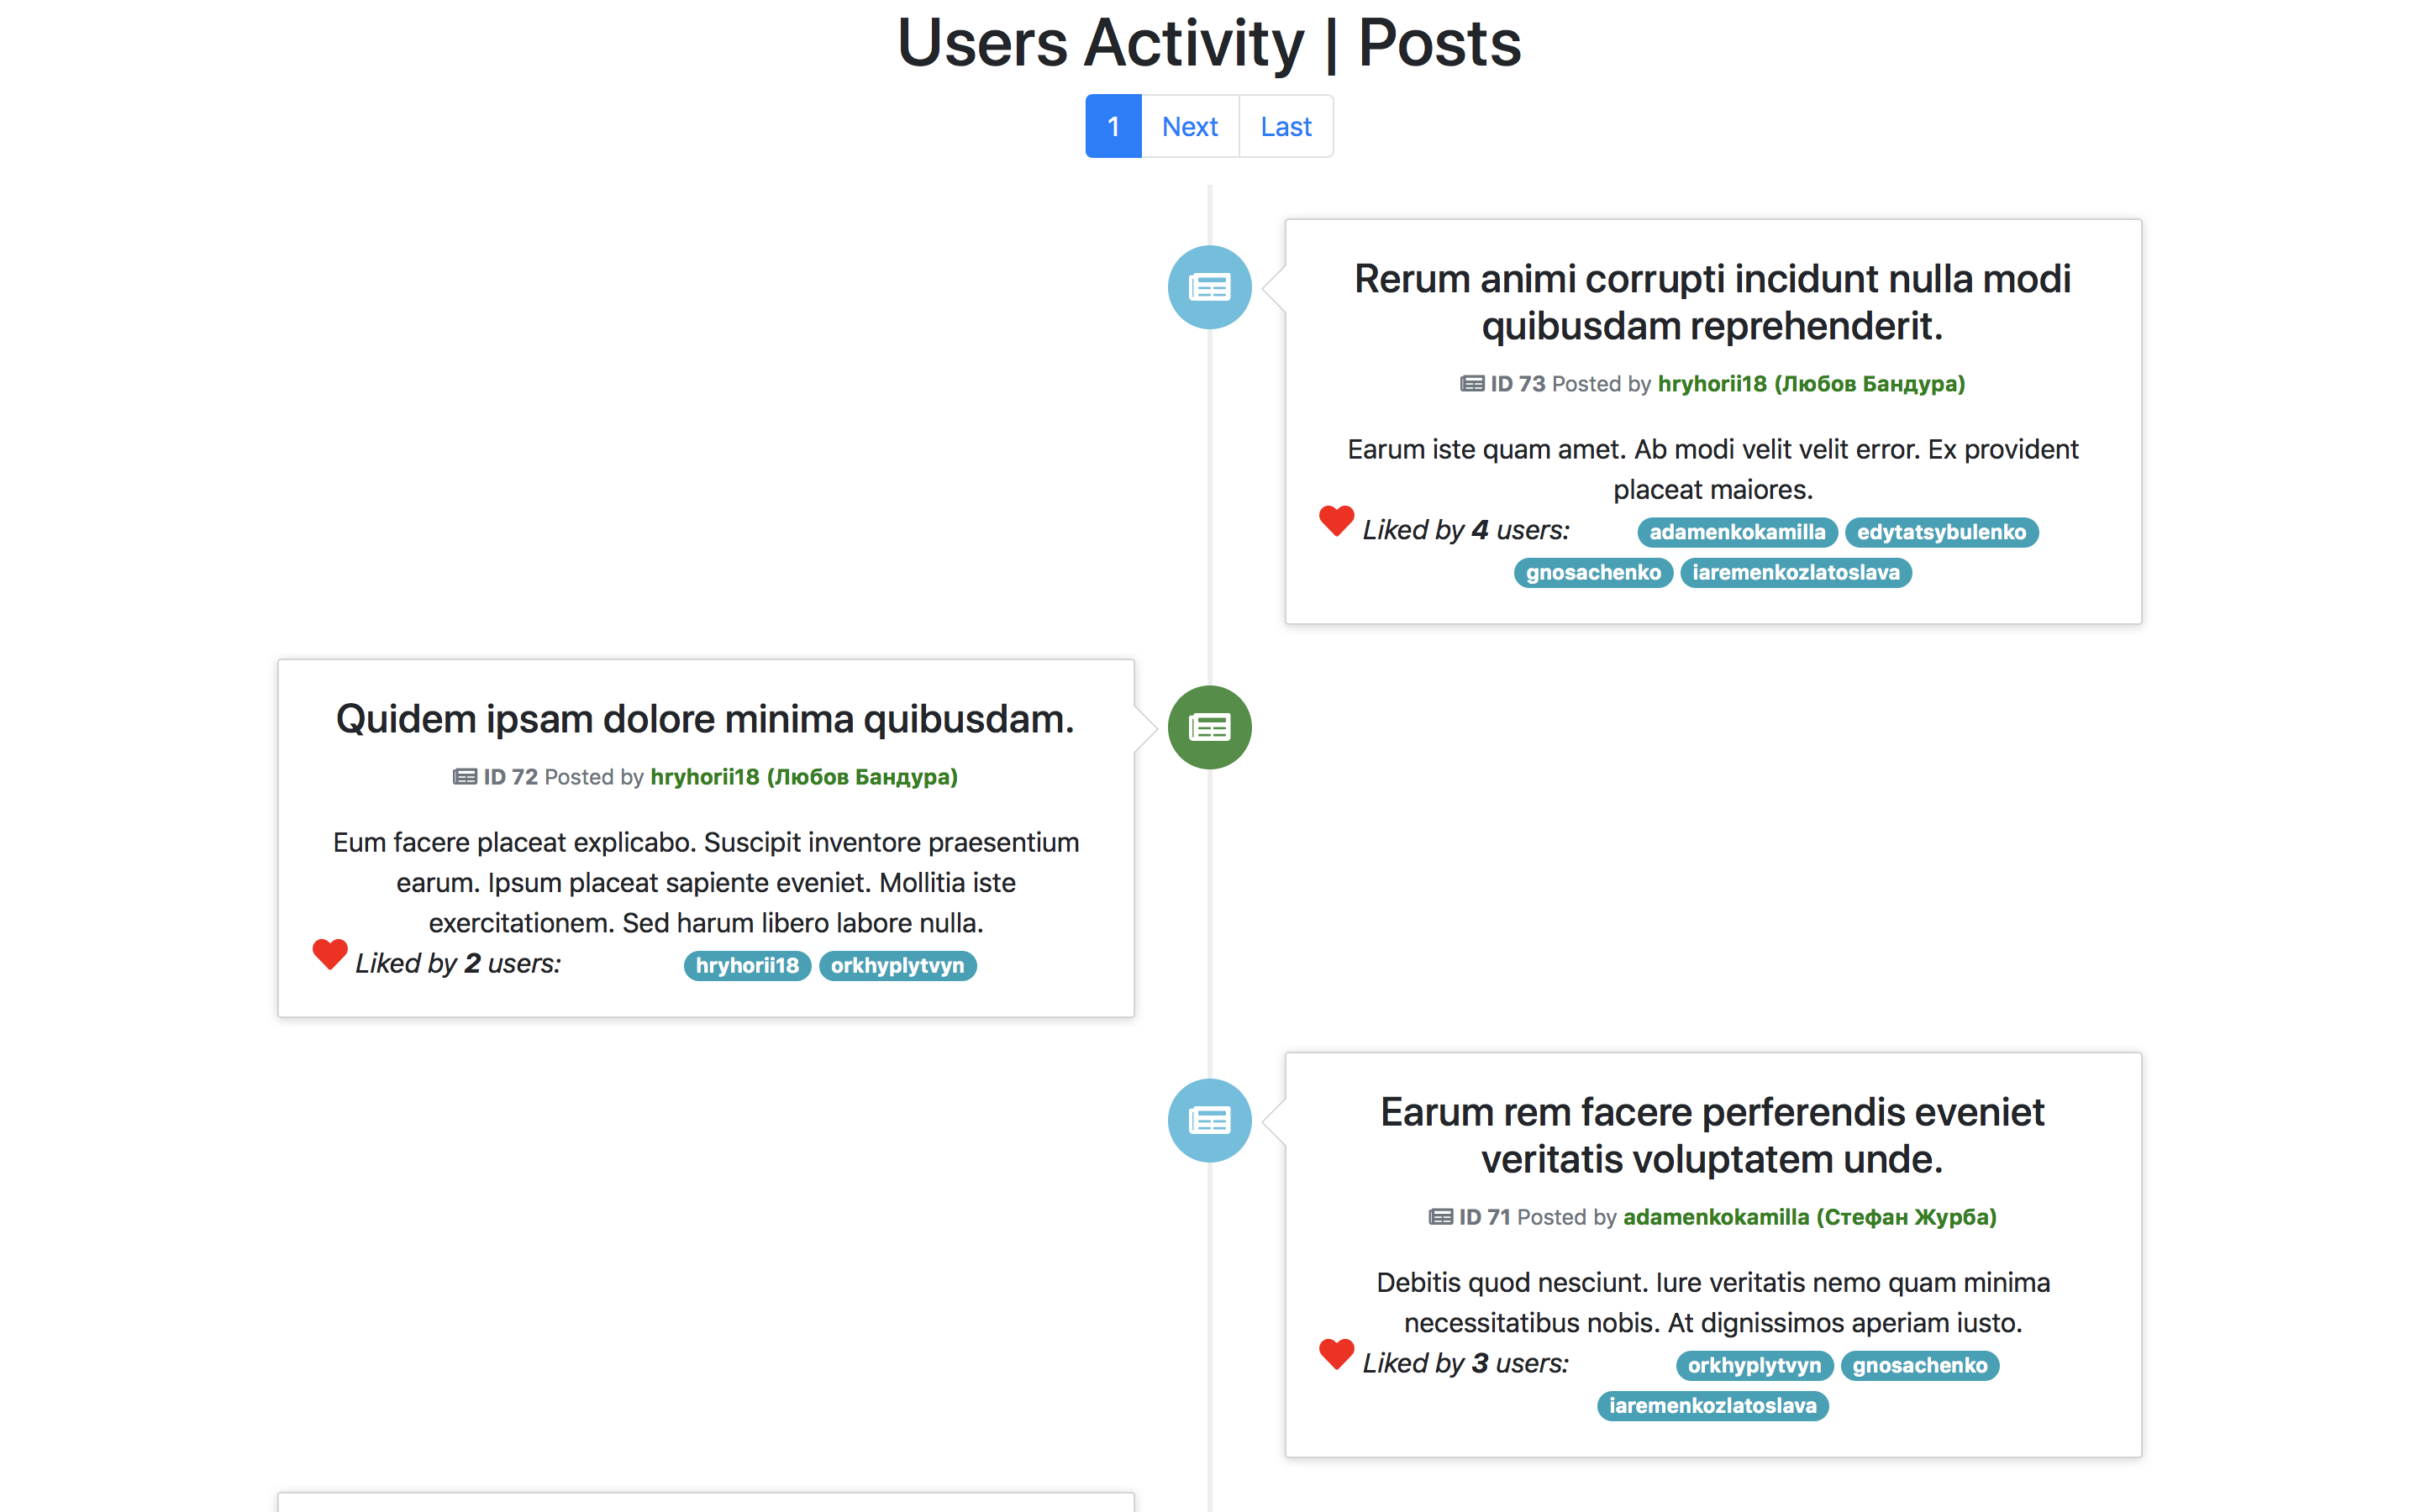 Users Activity | Posts
1 Next Last
Rerum animi corrupti incidunt nulla modi
quibusdam reprehenderit.
ID 73 Posted by hryhorii18 (Любов Бандура)
Earum iste quam amet. Ab modi velit velit error. Ex provident
placeat maiores.
Liked by 4 users: adamenkokamilla edytatsybulenko
gnosachenko iaremenkozlatoslava
Quidem ipsam dolore minima quibusdam.
ID 72 Posted by hryhorii18 (Любов Бандура)
Eum facere placeat explicabo. Suscipit inventore praesentium
earum. Ipsum placeat sapiente eveniet. Mollitia iste
exercitationem. Sed harum libero labore nulla.
Liked by 2 users: hryhorii18 orkhyplytvyn
Earum rem facere perferendis eveniet
veritatis voluptatem unde.
ID 71 Posted by adamenkokamilla (Стефан Журба)
Debitis quod nesciunt. Iure veritatis nemo quam minima
necessitatibus nobis. At dignissimos aperiam iusto.
Liked by 3 users: orkhyplytvyn gnosachenko
iaremenkozlatoslava